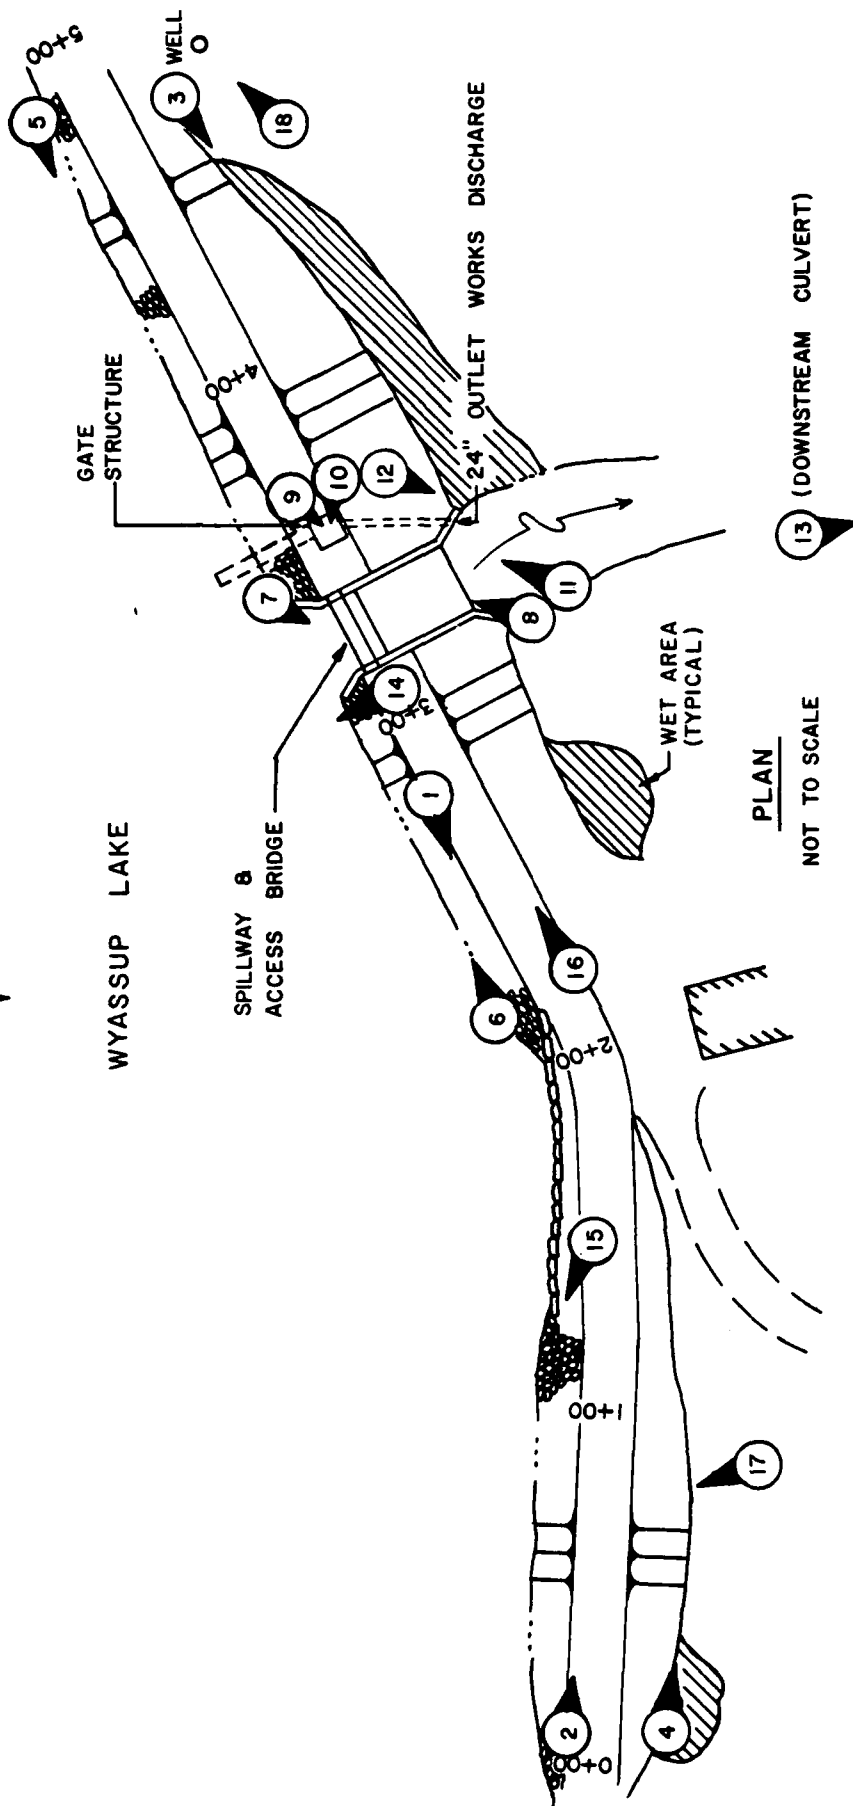 WYASSUP LAKE
SPILLWAY &
ACCESS BRIDGE
GATE
STRUCTURE
WELL
24" OUTLET WORKS DISCHARGE
WET AREA
(TYPICAL)
(DOWNSTREAM CULVERT)
PLAN
NOT TO SCALE
0+00
1+00
2+00
3+00
4+00
5+00
1
2
3
4
5
6
7
8
9
10
11
12
13
14
15
16
17
18